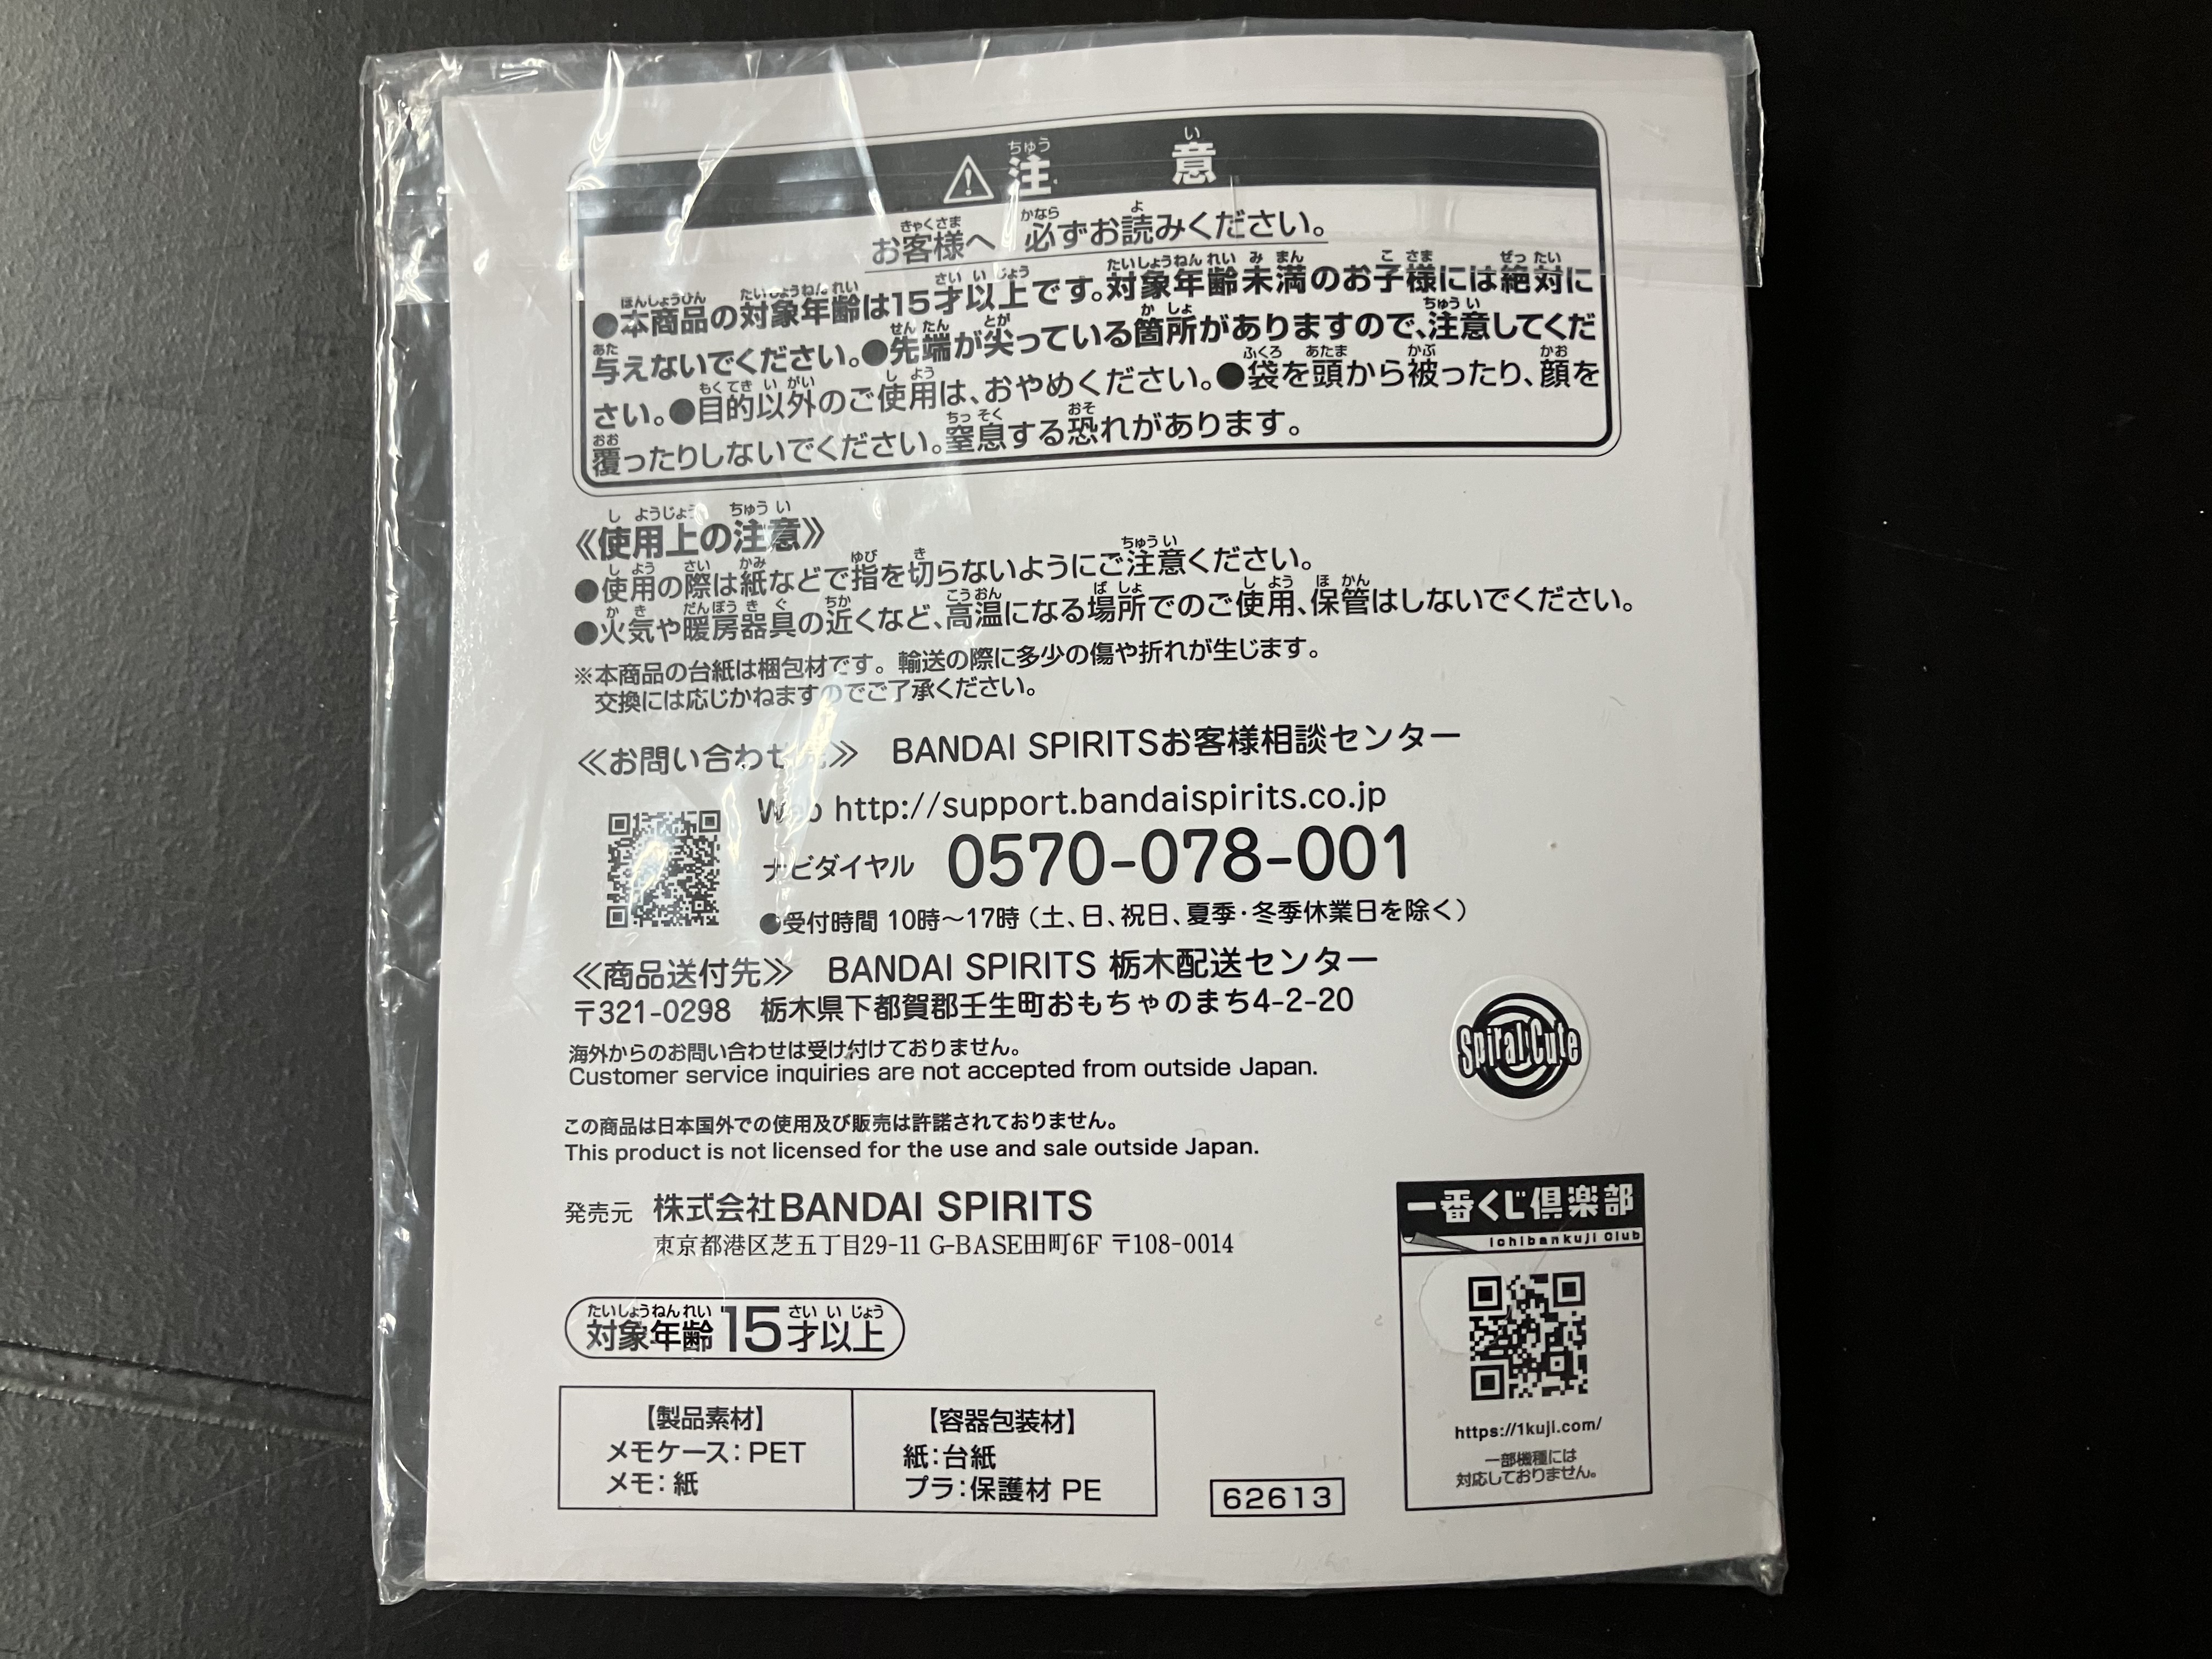 注意
お客様へ 必ずお読みください。
●本商品の対象年齢は15才以上です。対象年齢未満のお子様には絶対に
与えないでください。●先端が尖っている箇所がありますので、注意してくだ
さい。●目的以外のご使用は、おやめください。●袋を頭から被ったり、顔を
覆ったりしないでください。窒息する恐れがあります。
《使用上の注意》
●使用の際は紙などで指を切らないようにご注意ください。
●火気や暖房器具の近くなど、高温になる場所でのご使用、保管はしないでください。
※本商品の台紙は梱包材です。輸送の際に多少の傷や折れが生じます。
交換には応じかねますのでご了承ください。
≪お問い合わせ先≫ BANDAI SPIRITSお客様相談センター
Web http://support.bandaispirits.co.jp
ナビダイヤル 0570-078-001
●受付時間 10時～17時（土、日、祝日、夏季・冬季休業日を除く）
≪商品送付先≫ BANDAI SPIRITS 栃木配送センター
〒321-0298 栃木県下都賀郡壬生町おもちゃのまち4-2-20
海外からのお問い合わせは受け付けておりません。
Customer service inquiries are not accepted from outside Japan.
SpiralCute
この商品は日本国外での使用及び販売は許諾されておりません。
This product is not licensed for the use and sale outside Japan.
発売元 株式会社BANDAI SPIRITS
東京都港区芝五丁目29-11 G-BASE田町6F 〒108-0014
対象年齢15才以上
【製品素材】
メモケース：PET
メモ：紙
【容器包装材】
紙：台紙
プラ：保護材 PE
62613
一番くじ倶楽部
Ichibankuji Club
https://1kuji.com/
一部機種には
対応しておりません。